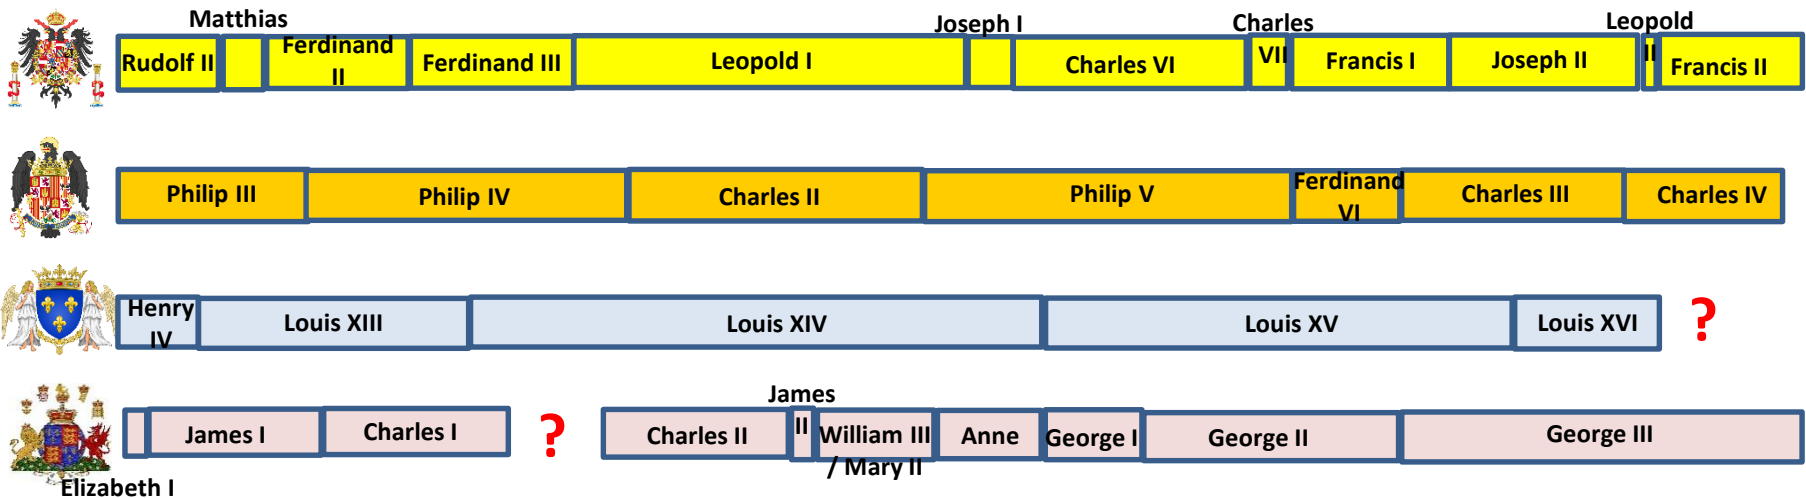 Matthias
Joseph I
Charles
VII
Leopold
II
Rudolf II
Ferdinand
II
Ferdinand III
Leopold I
Charles VI
Francis I
Joseph II
Francis II
Philip III
Philip IV
Charles II
Philip V
Ferdinand
VI
Charles III
Charles IV
Henry
IV
Louis XIII
Louis XIV
Louis XV
Louis XVI
?
Elizabeth I
James I
Charles I
?
Charles II
James
II
William III
/ Mary II
Anne
George I
George II
George III